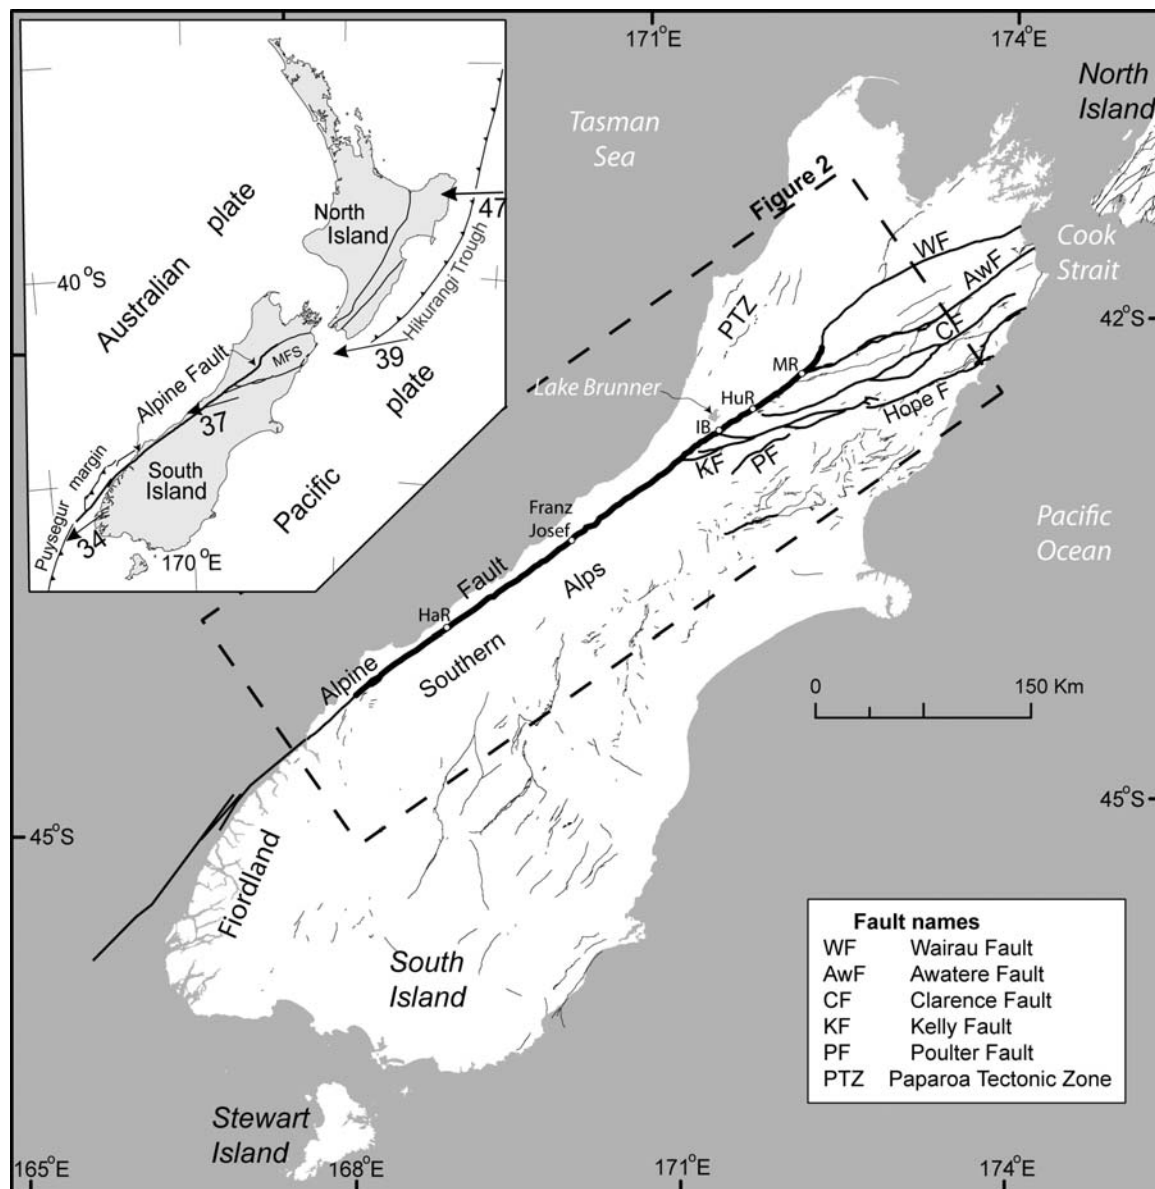 171°E
174°E
North
Island
Tasman
Sea
Figure 2
WF
AwF
Cook
Strait
CF
PTZ
42°S
MR
Lake Brunner
HuR
IB
Hope F
KF
PF
Franz
Josef
Pacific
Ocean
Alps
Fault
HaR
Southern
Alpine
0
150 Km
45°S
45°S
Fiordland
South
Island
Stewart
Island
165°E
168°E
171°E
174°E
North
Island
47
Hikurangi Trough
40°S
Australian
plate
39
plate
MFS
Alpine Fault
37
South
Island
Pacific
Puysegur
margin
34
170°E
Fault names
WF Wairau Fault
AwF Awatere Fault
CF Clarence Fault
KF Kelly Fault
PF Poulter Fault
PTZ Paparoa Tectonic Zone